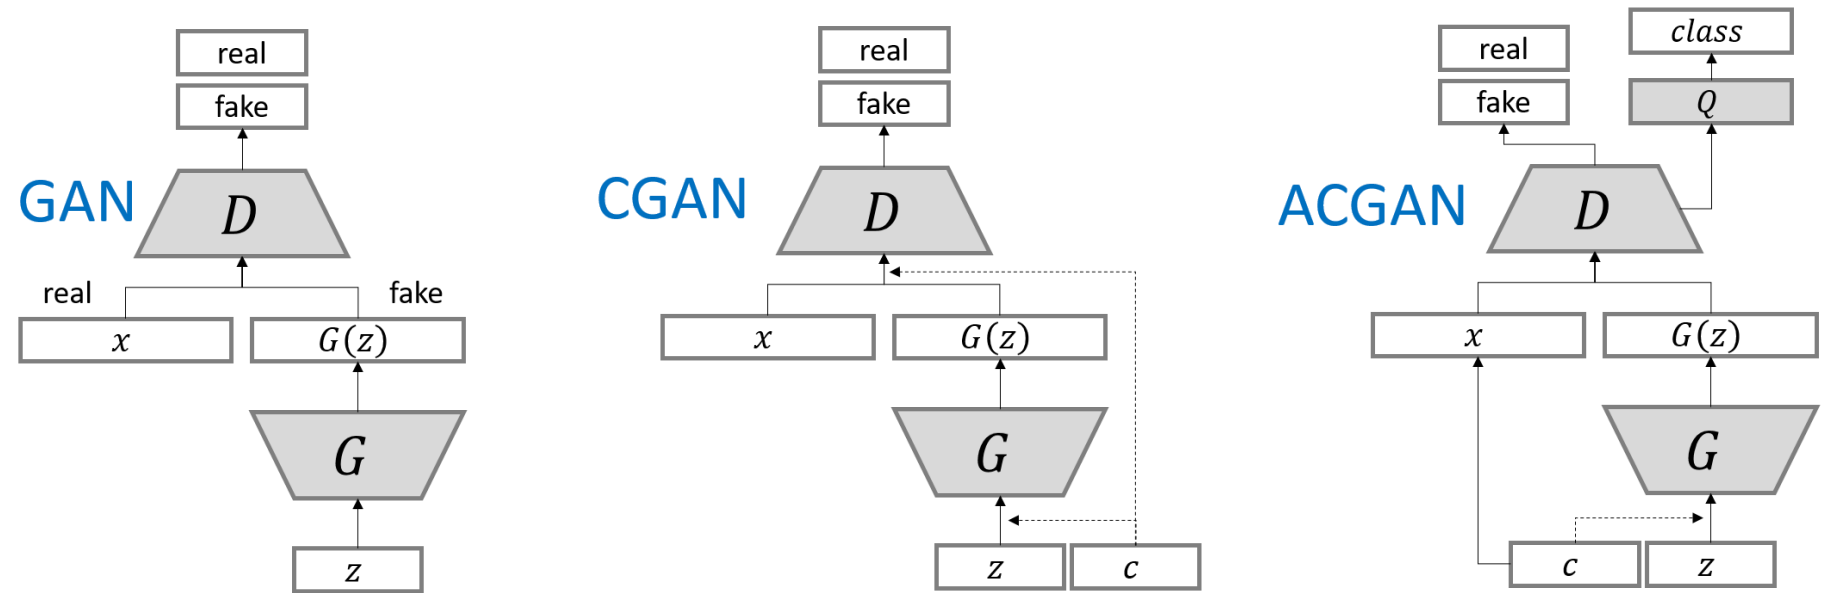 real
fake
GAN
D
real
fake
x
G(z)
G
z
real
fake
CGAN
D
x
G(z)
G
z
c
class
real
fake
Q
ACGAN
D
x
G(z)
G
c
z